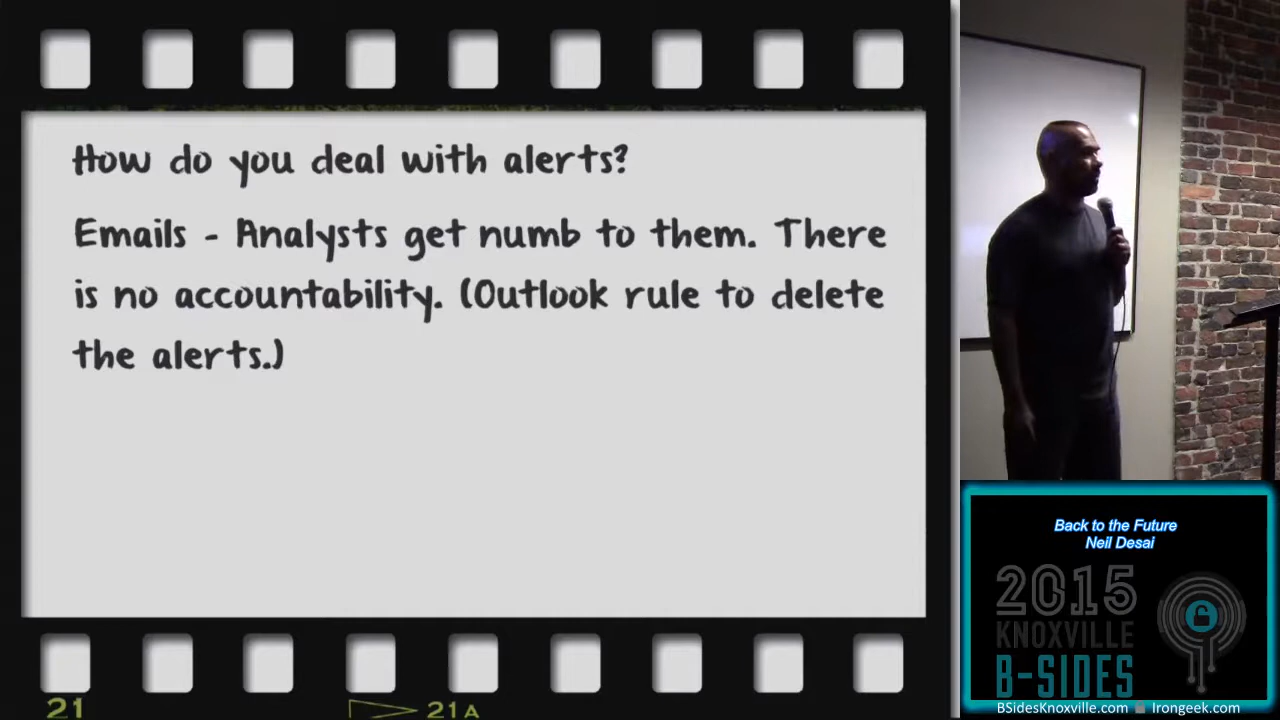 How do you deal with alerts?
Emails - Analysts get numb to them. There
is no accountability. (Outlook rule to delete
the alerts.)
21
21A
Back to the Future
Neil Desai
2015
KNOXVILLE
B-SIDES
BSidesKnoxville.com Irongeek.com